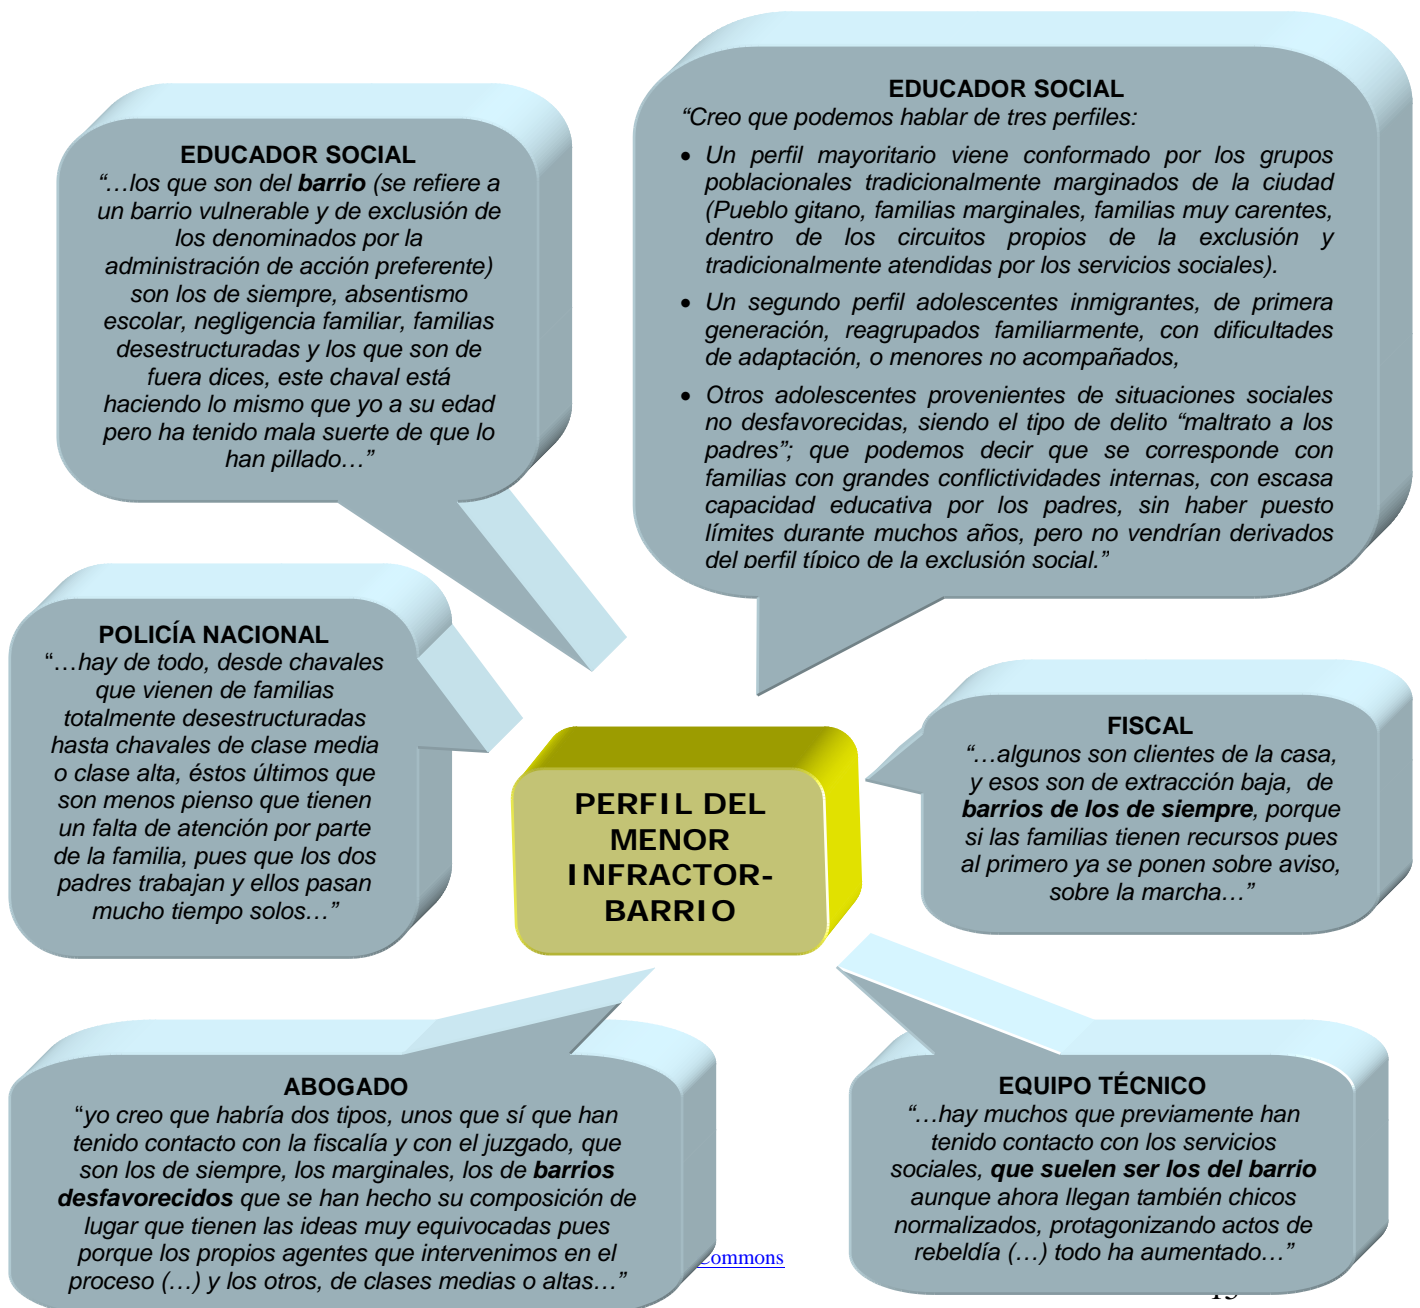 EDUCADOR SOCIAL
“…los que son del barrio (se refiere a
un barrio vulnerable y de exclusión de
los denominados por la
administración de acción preferente)
son los de siempre, absentismo
escolar, negligencia familiar, familias
desestructuradas y los que son de
fuera dices, este chaval está
haciendo lo mismo que yo a su edad
pero ha tenido mala suerte de que lo
han pillado…”
EDUCADOR SOCIAL
“Creo que podemos hablar de tres perfiles:
• Un perfil mayoritario viene conformado por los grupos
poblacionales tradicionalmente marginados de la ciudad
(Pueblo gitano, familias marginales, familias muy carentes,
dentro de los circuitos propios de la exclusión y
tradicionalmente atendidas por los servicios sociales).
• Un segundo perfil adolescentes inmigrantes, de primera
generación, reagrupados familiarmente, con dificultades
de adaptación, o menores no acompañados,
• Otros adolescentes provenientes de situaciones sociales
no desfavorecidas, siendo el tipo de delito “maltrato a los
padres”; que podemos decir que se corresponde con
familias con grandes conflictividades internas, con escasa
capacidad educativa por los padres, sin haber puesto
límites durante muchos años, pero no vendrían derivados
del perfil típico de la exclusión social.”
POLICÍA NACIONAL
“…hay de todo, desde chavales
que vienen de familias
totalmente desestructuradas
hasta chavales de clase media
o clase alta, éstos últimos que
son menos pienso que tienen
un falta de atención por parte
de la familia, pues que los dos
padres trabajan y ellos pasan
mucho tiempo solos…”
PERFIL DEL
MENOR
INFRACTOR-
BARRIO
FISCAL
“…algunos son clientes de la casa,
y esos son de extracción baja, de
barrios de los de siempre, porque
si las familias tienen recursos pues
al primero ya se ponen sobre aviso,
sobre la marcha…”
ABOGADO
“yo creo que habría dos tipos, unos que sí que han
tenido contacto con la fiscalía y con el juzgado, que
son los de siempre, los marginales, los de barrios
desfavorecidos que se han hecho su composición de
lugar que tienen las ideas muy equivocadas pues
porque los propios agentes que intervenimos en el
proceso (…) y los otros, de clases medias o altas…”
EQUIPO TÉCNICO
“…hay muchos que previamente han
tenido contacto con los servicios
sociales, que suelen ser los del barrio
aunque ahora llegan también chicos
normalizados, protagonizando actos de
rebeldía (…) todo ha aumentado…”
Commons